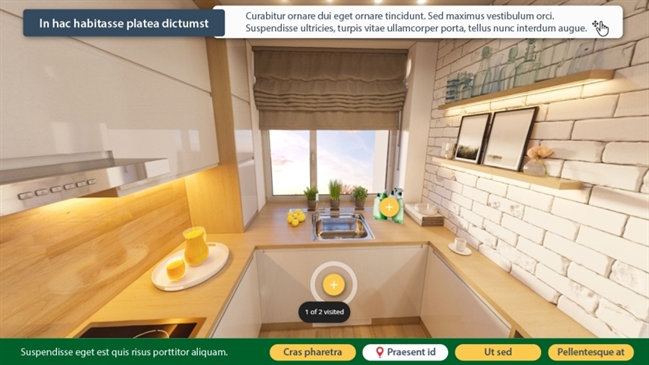 In hac habitasse platea dictumst
Curabitur ornare dui eget ornare tincidunt. Sed maximus vestibulum orci.
Suspendisse ultricies, turpis vitae ullamcorper porta, tellus nunc interdum augue.
1 of 2 visited
Suspendisse eget est quis risus porttitor aliquam.
Cras pharetra
Praesent id
Ut sed
Pellentesque at